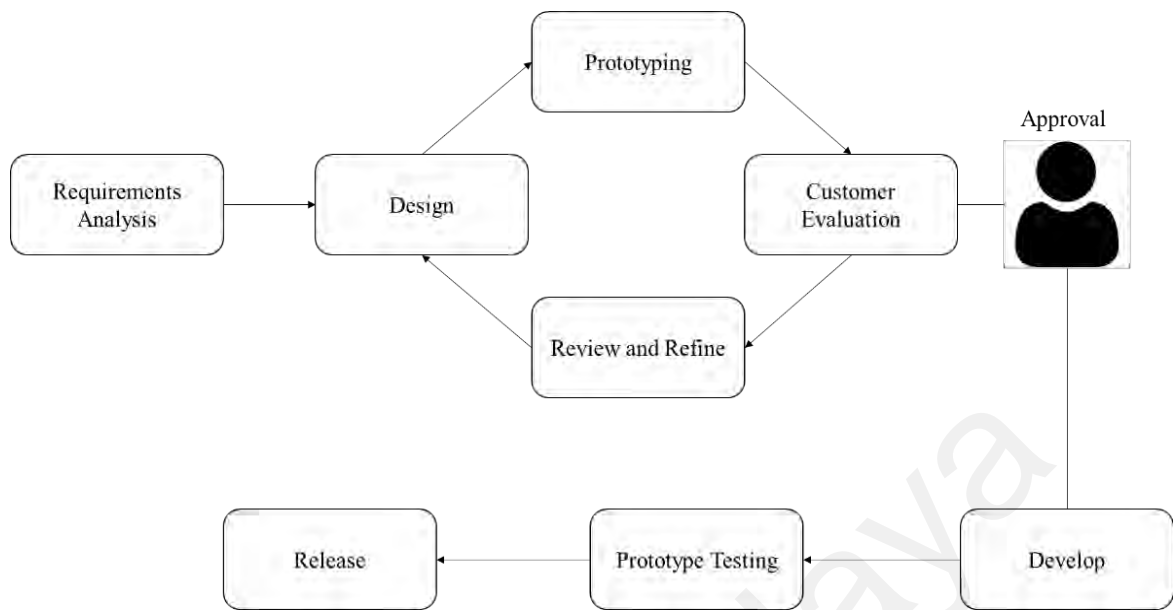 Prototyping
Approval
Requirements
Analysis
Design
Customer
Evaluation
Review and Refine
Release
Prototype Testing
Develop